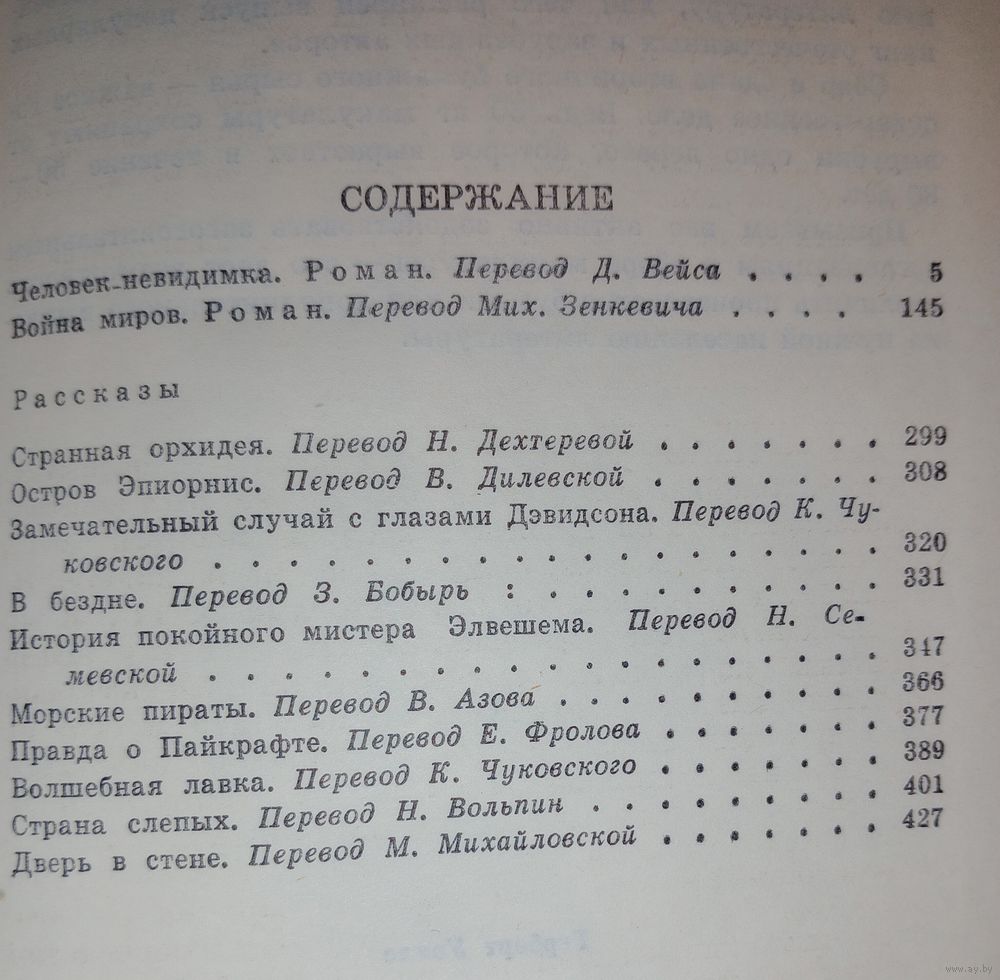 СОДЕРЖАНИЕ
Человек-невидимка. Роман. Перевод Д. Вейса . . . . 5
Война миров. Роман. Перевод Мих. Зенкевича . . . . 145
Рассказы
Странная орхидея. Перевод Н. Дехтеревой . . . . . . . 299
Остров Эпиорнис. Перевод В. Дилевской . . . . . . . 308
Замечательный случай с глазами Дэвидсона. Перевод К. Чу-
ковского . . . . . . . . . . . . . . . . . . 320
В бездне. Перевод З. Бобырь : . . . . . . . . . 331
История покойного мистера Элвешема. Перевод Н. Се-
мевской . . . . . . . . . . . . . . . . . . 347
Морские пираты. Перевод В. Азова . . . . . . . . . 366
Правда о Пайкрафте. Перевод Е. Фролова . . . . . . . 377
Волшебная лавка. Перевод К. Чуковского . . . . . . . 389
Страна слепых. Перевод Н. Вольпин . . . . . . . . 401
Дверь в стене. Перевод М. Михайловской . . . . . . . 427
www.ay.by